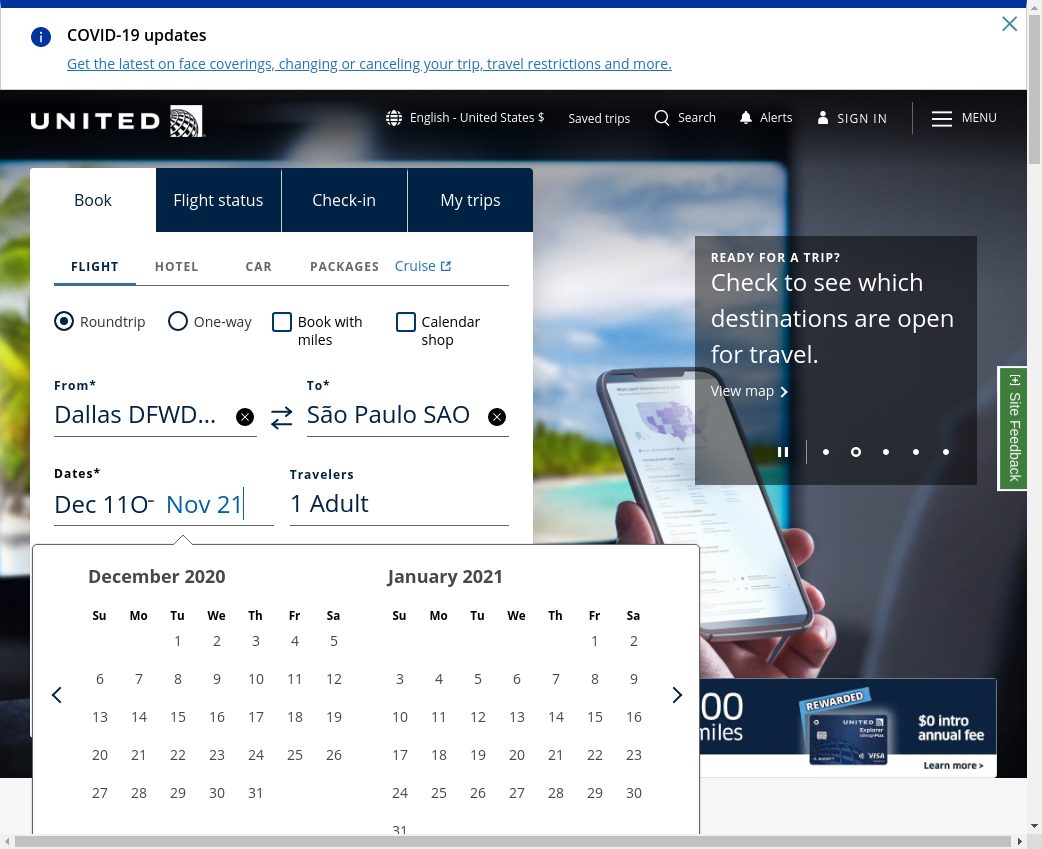 COVID-19 updates
Get the latest on face coverings, changing or canceling your trip, travel restrictions and more.
UNITED
English - United States $
Saved trips
Search
Alerts
SIGN IN
MENU
Book
Flight status
Check-in
My trips
FLIGHT
HOTEL
CAR
PACKAGES
Cruise
Roundtrip
One-way
Book with
miles
Calendar
shop
From*
Dallas DFWD...
To*
São Paulo SAO
Dates*
Dec 11O- Nov 21
Travelers
1 Adult
READY FOR A TRIP?
Check to see which
destinations are open
for travel.
View map
[+] Site Feedback
December 2020
Su Mo Tu We Th Fr Sa
1 2 3 4 5
6 7 8 9 10 11 12
13 14 15 16 17 18 19
20 21 22 23 24 25 26
27 28 29 30 31
January 2021
Su Mo Tu We Th Fr Sa
1 2
3 4 5 6 7 8 9
10 11 12 13 14 15 16
17 18 19 20 21 22 23
24 25 26 27 28 29 30
31
00
miles
REWARDED
UNITED
Explorer
VISA
$0 intro
annual fee
Learn more >